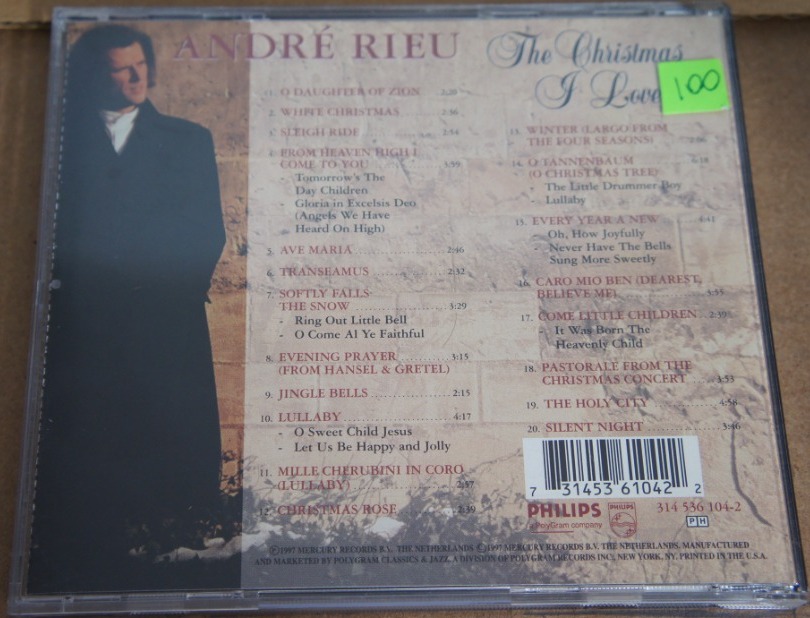 ANDRÉ RIEU
The Christmas
I Love
100
1. O DAUGHTER OF ZION
2. WHITE CHRISTMAS 2:36
3. SLEIGH RIDE 2:54
4. FROM HEAVEN HIGH I
COME TO YOU 3:59
- Tomorrow's The
Day Children
- Gloria in Excelsis Deo
(Angels We Have
Heard On High)
5. AVE MARIA 2:46
6. TRANSEAMUS 2:32
7. SOFTLY FALLS
THE SNOW 3:29
- Ring Out Little Bell
- O Come Al Ye Faithful
8. EVENING PRAYER 3:15
(FROM HANSEL & GRETEL)
9. JINGLE BELLS 2:15
10. LULLABY 4:17
- O Sweet Child Jesus
- Let Us Be Happy and Jolly
11. MILLE CHERUBINI IN CORO
(LULLABY) 2:57
12. CHRISTMAS ROSE 2:39
13. WINTER (LARGO FROM
THE FOUR SEASONS)
14. O TANNENBAUM
(O CHRISTMAS TREE)
- The Little Drummer Boy
- Lullaby
15. EVERY YEAR A NEW 4:41
- Oh, How Joyfully
- Never Have The Bells
Sung More Sweetly
16. CARO MIO BEN (DEAREST,
BELIEVE ME) 3:55
17. COME LITTLE CHILDREN 2:39
- It Was Born The
Heavenly Child
18. PASTORALE FROM THE
CHRISTMAS CONCERT 3:53
19. THE HOLY CITY 4:58
20. SILENT NIGHT 3:46
7 31453 61042 2
PHILIPS
a PolyGram company
PHILIPS
314 536 104-2
P H
℗1997 MERCURY RECORDS B.V. THE NETHERLANDS ©1997 MERCURY RECORDS B.V. THE NETHERLANDS. MANUFACTURED
AND MARKETED BY POLYGRAM CLASSICS & JAZZ, A DIVISION OF POLYGRAM RECORDS INC. NEW YORK, NY. PRINTED IN THE U.S.A.